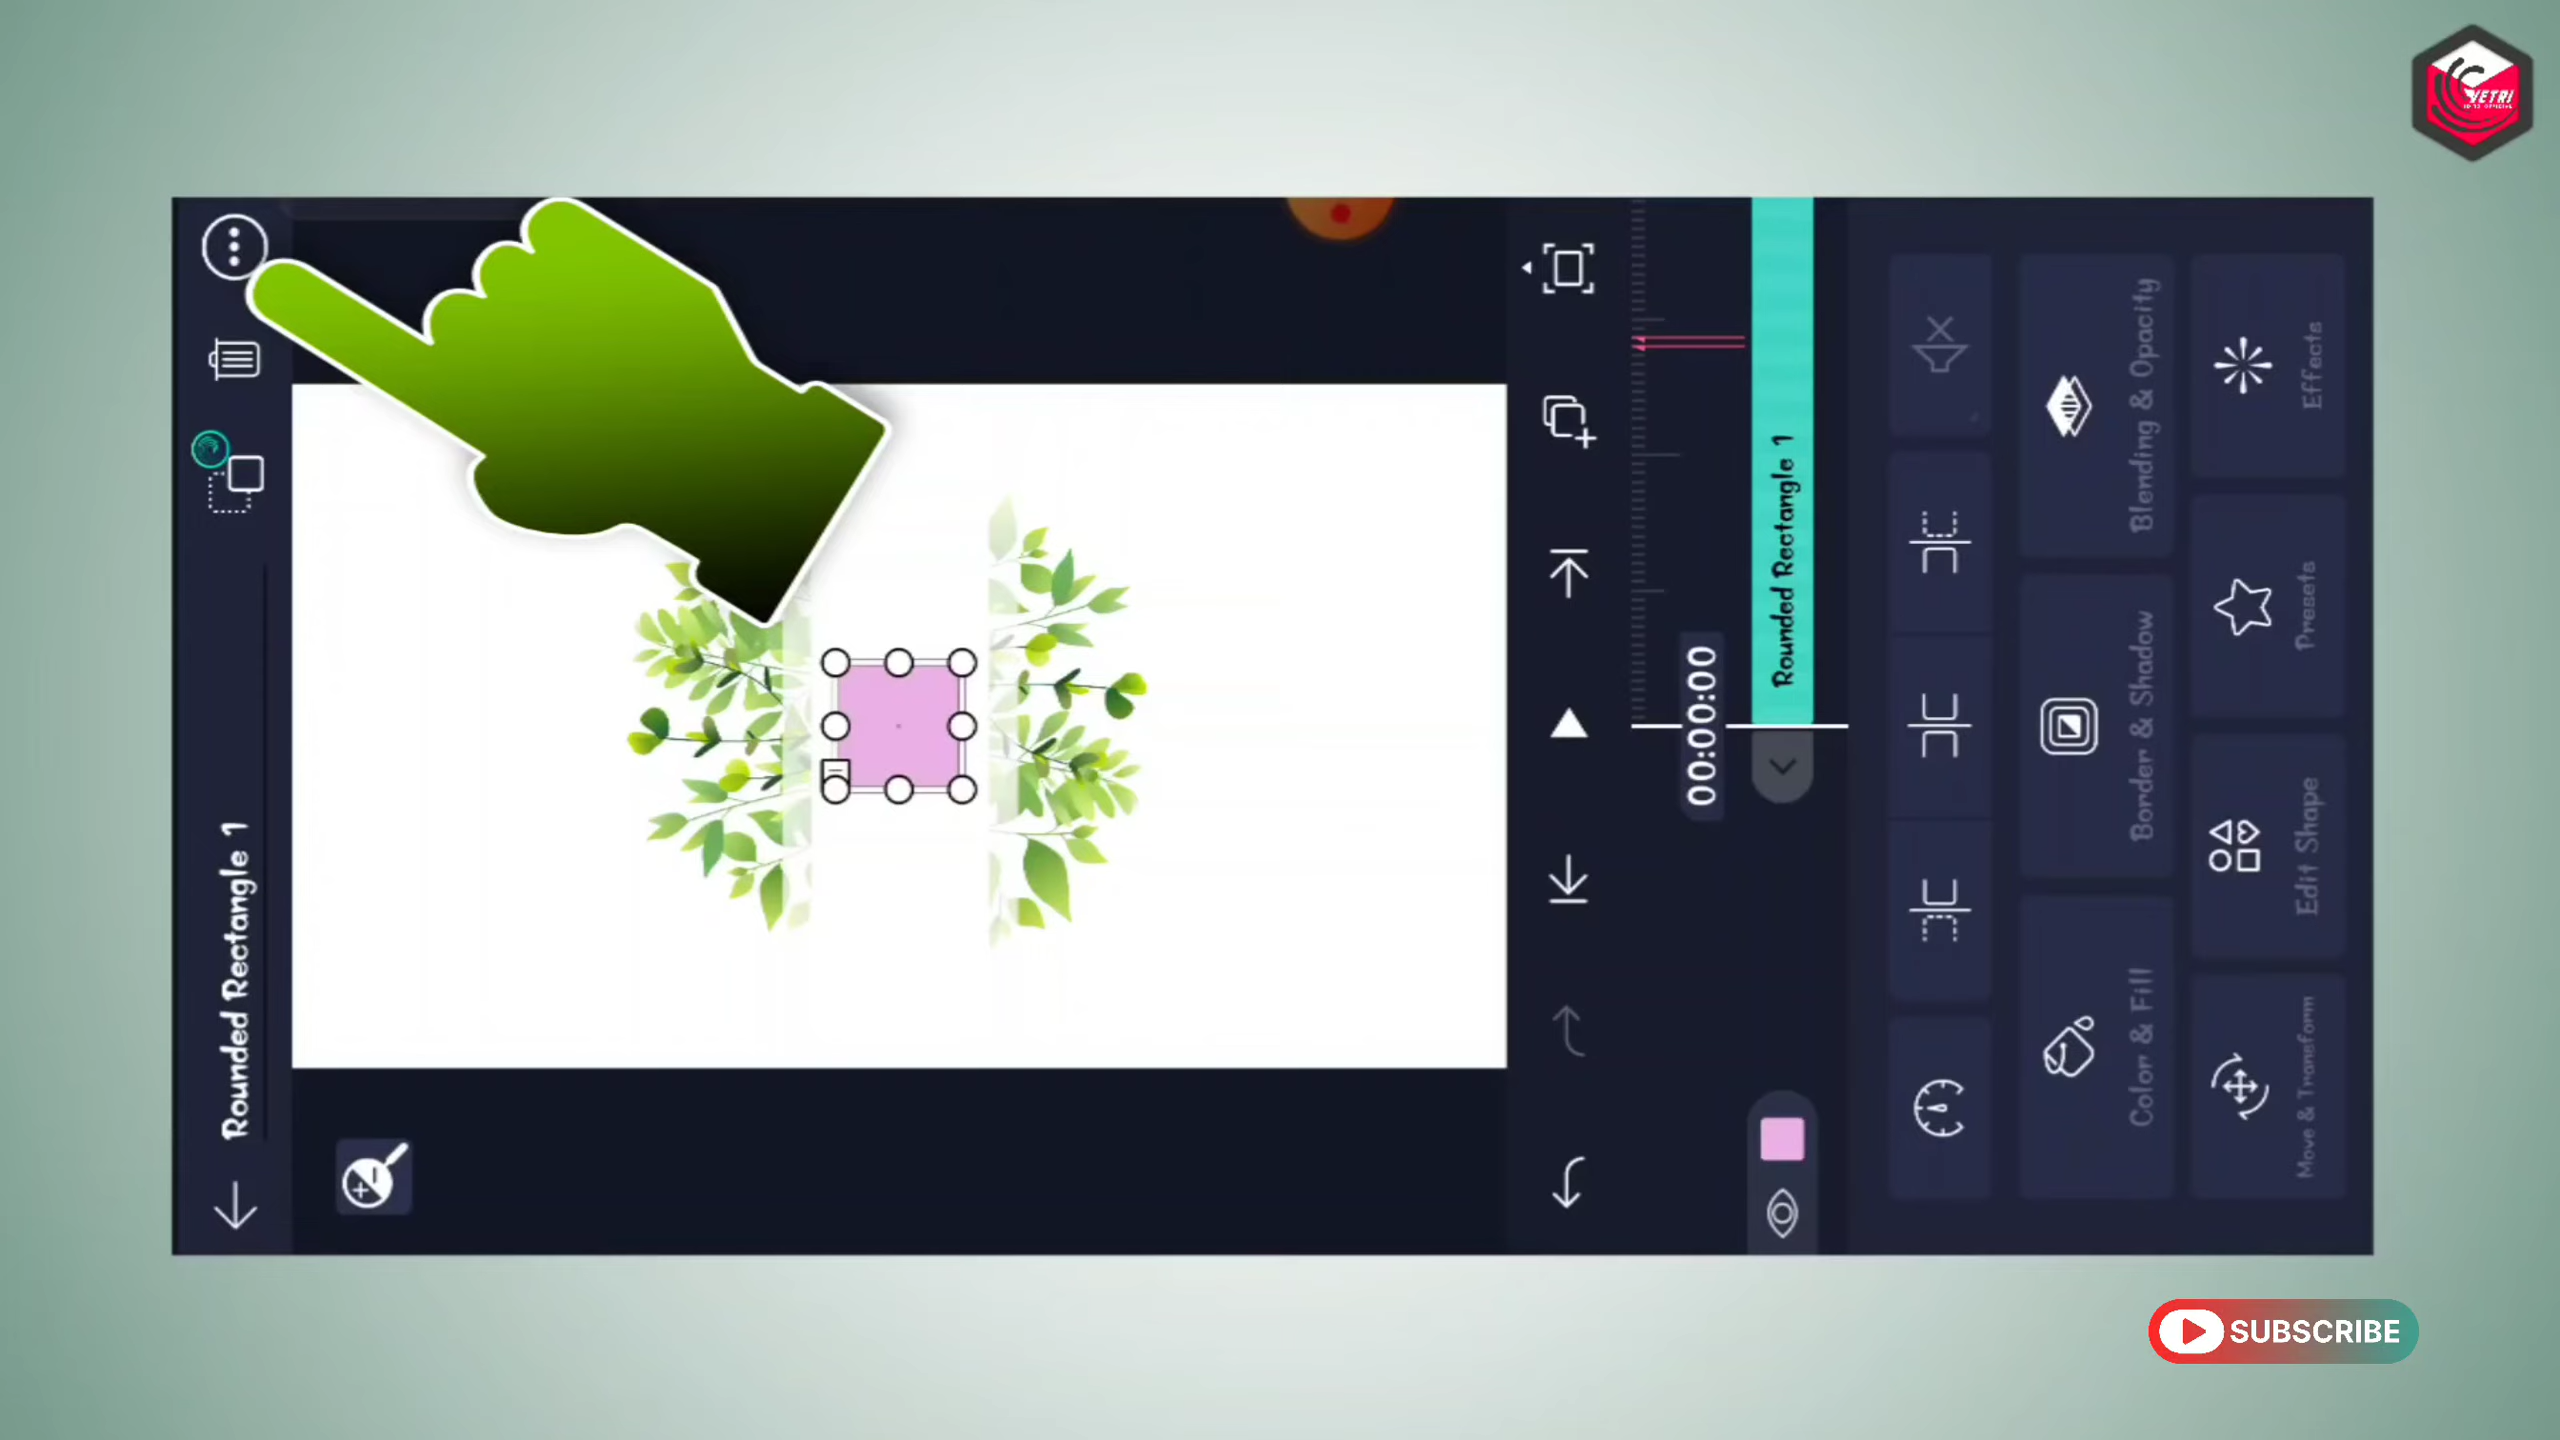 VETRI
Rounded Rectangle 1
00:00:00
Rounded Rectangle 1
Color & Fill
Border & Shadow
Blending & Opacity
Move & Transform
Edit Shape
Presets
Effects
SUBSCRIBE